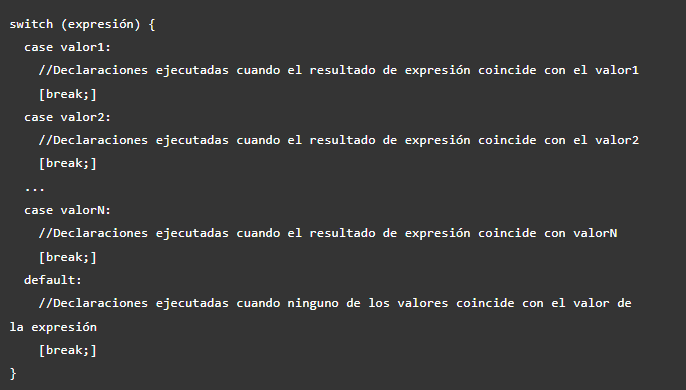 switch (expresión) {
  case valor1:
    //Declaraciones ejecutadas cuando el resultado de expresión coincide con el valor1
    [break;]
  case valor2:
    //Declaraciones ejecutadas cuando el resultado de expresión coincide con el valor2
    [break;]
  ...
  case valorN:
    //Declaraciones ejecutadas cuando el resultado de expresión coincide con valorN
    [break;]
  default:
    //Declaraciones ejecutadas cuando ninguno de los valores coincide con el valor de
la expresión
    [break;]
}